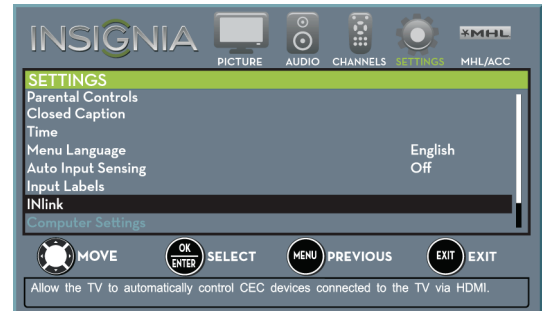 INSIGNIA
PICTURE AUDIO CHANNELS SETTINGS MHL/ACC
MHL
SETTINGS
Parental Controls
Closed Caption
Time
Menu Language English
Auto Input Sensing Off
Input Labels
INlink
Computer Settings
MOVE OK ENTER SELECT MENU PREVIOUS EXIT EXIT
Allow the TV to automatically control CEC devices connected to the TV via HDMI.